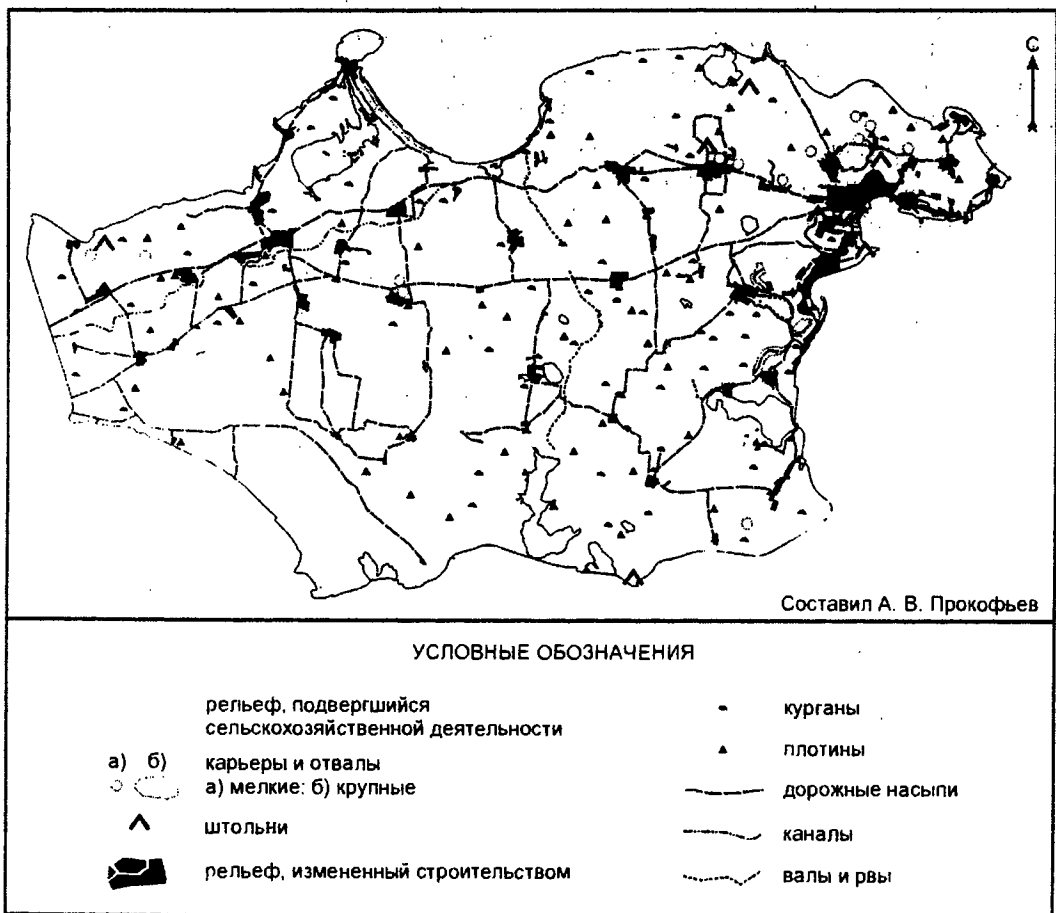 С
Составил А. В. Прокофьев
УСЛОВНЫЕ ОБОЗНАЧЕНИЯ
рельеф, подвергшийся
сельскохозяйственной деятельности
а) б) карьеры и отвалы
а) мелкие: б) крупные
штольни
рельеф, измененный строительством
курганы
плотины
дорожные насыпи
каналы
валы и рвы